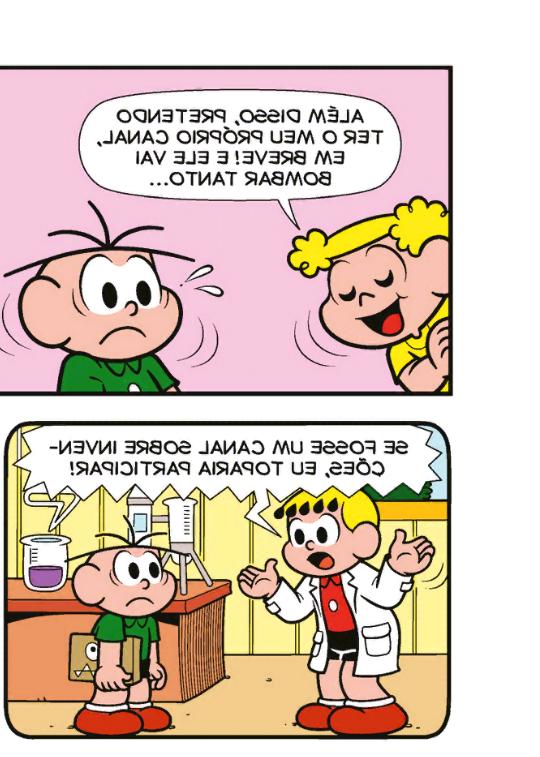 ALÉM DISSO, PRETENDO
TER O MEU PRÓPRIO CANAL,
EM BREVE! E ELE VAI
BOMBAR TANTO...
SE FOSSE UM CANAL SOBRE INVEN-
ÇÕES, EU TOPARIA PARTICIPAR!